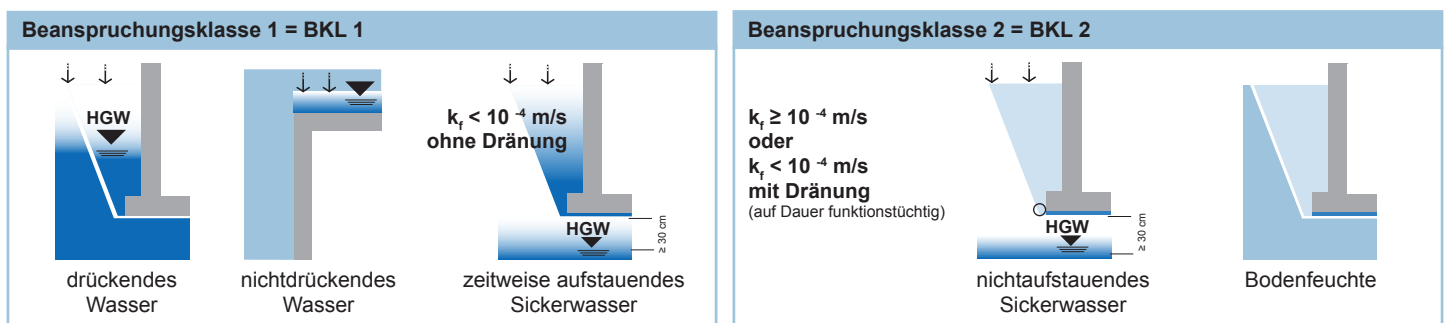 Beanspruchungsklasse 1 = BKL 1
HGW
drückendes
Wasser
nichtdrückendes
Wasser
k_f < 10 ⁻⁴ m/s
ohne Dränung
HGW
≥ 30 cm
zeitweise aufstauendes
Sickerwasser
Beanspruchungsklasse 2 = BKL 2
k_f ≥ 10 ⁻⁴ m/s
oder
k_f < 10 ⁻⁴ m/s
mit Dränung
(auf Dauer funktionstüchtig)
HGW
≥ 30 cm
nichtaufstauendes
Sickerwasser
Bodenfeuchte